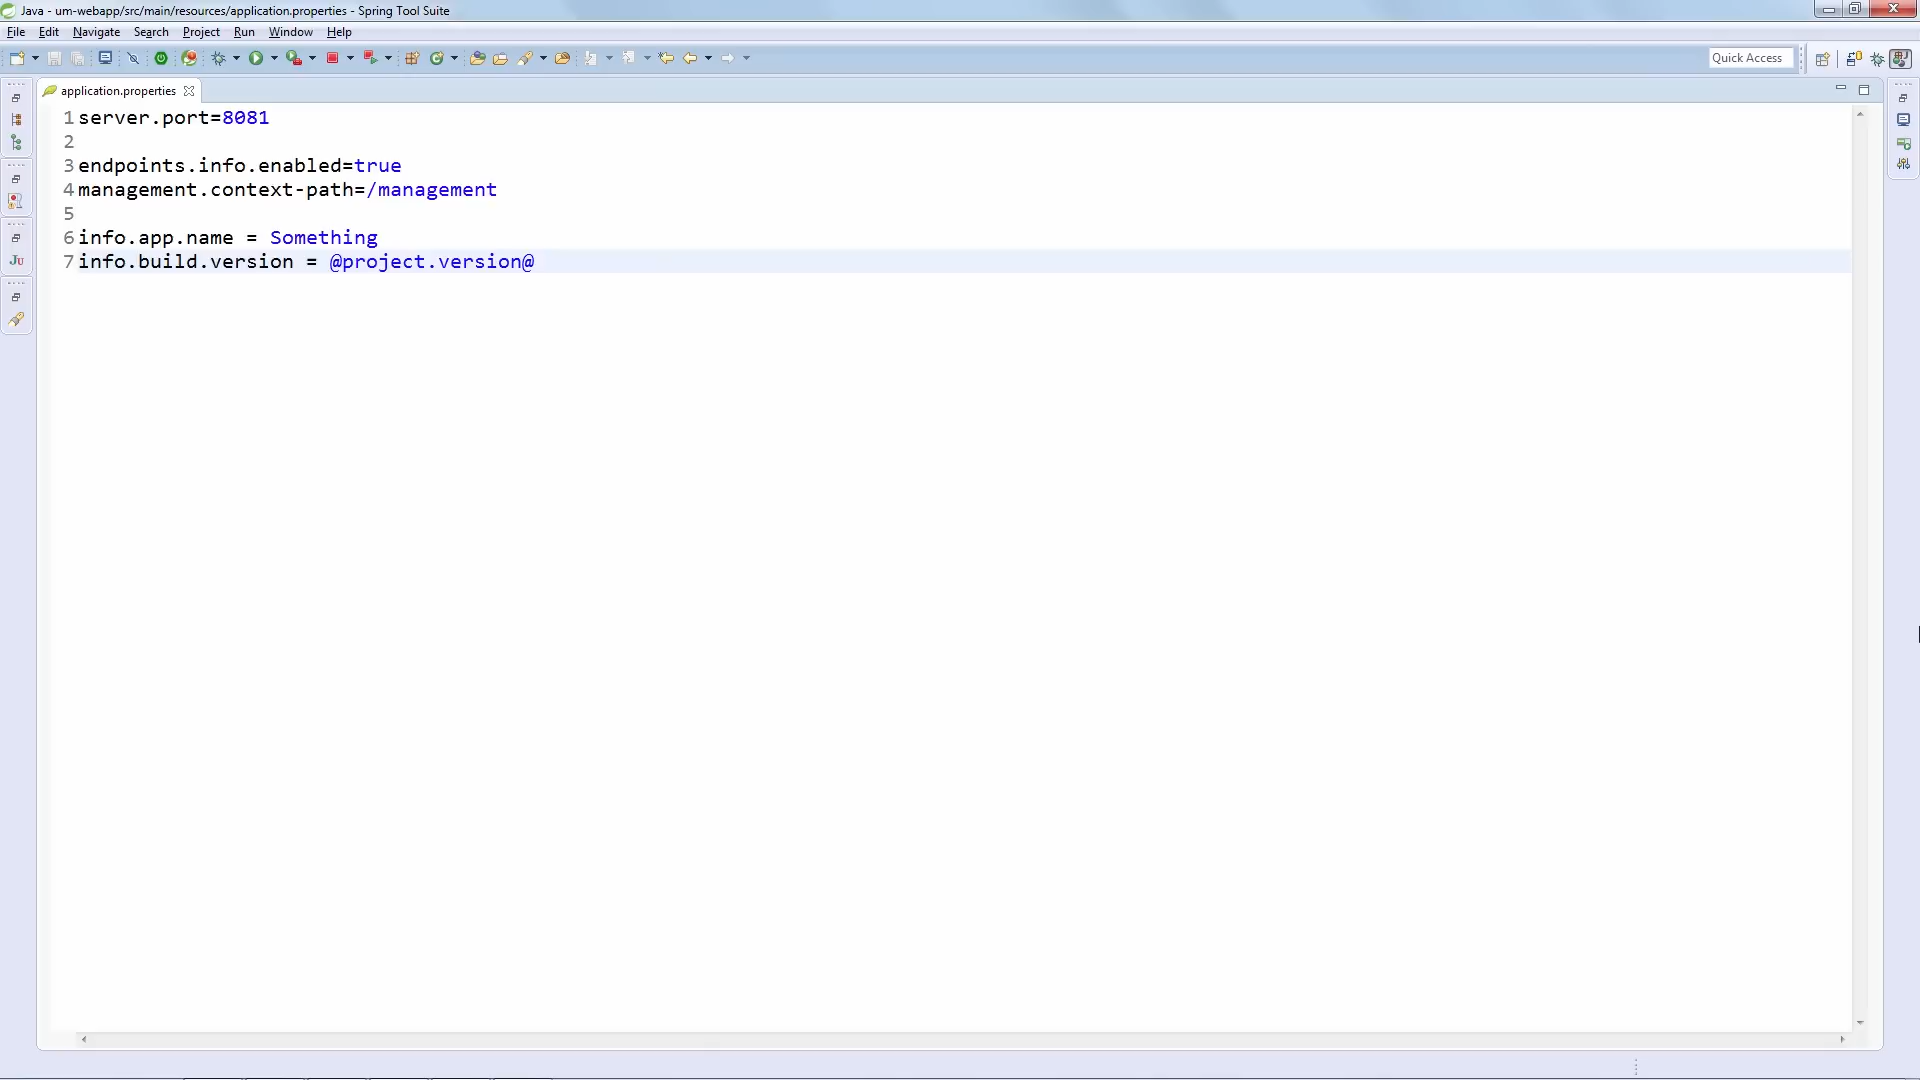 Java - um-webapp/src/main/resources/application.properties - Spring Tool Suite
File Edit Navigate Search Project Run Window Help
Quick Access
application.properties
1 server.port=8081
2
3 endpoints.info.enabled=true
4 management.context-path=/management
5
6 info.app.name = Something
7 info.build.version = @project.version@
JU